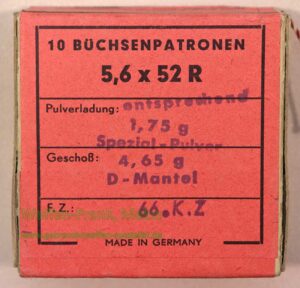 10 BÜCHSENPATRONEN
5,6 x 52 R
Pulverladung: entsprechend
1,75 g
Spezial-Pulver
Geschoß: 4,65 g
D-Mantel
F. Z.: 66.K.Z
MADE IN GERMANY